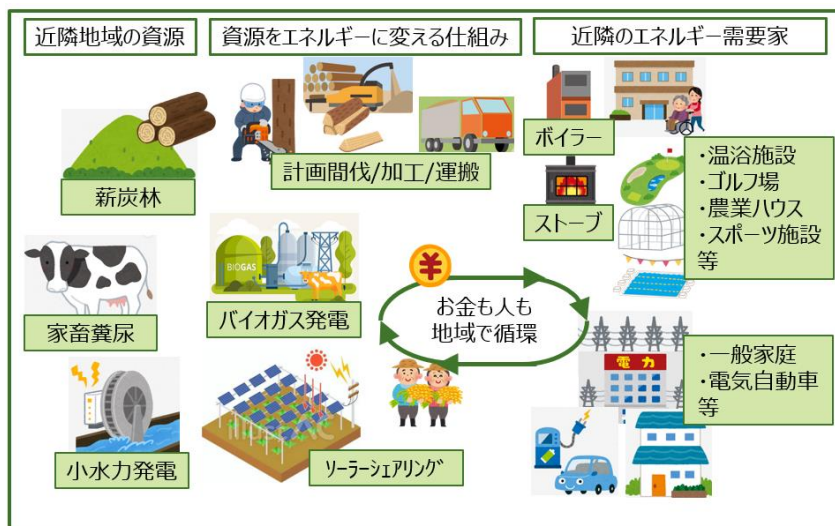 近隣地域の資源
資源をエネルギーに変える仕組み
近隣のエネルギー需要家
薪炭林
計画間伐/加工/運搬
ボイラー
ストーブ
・温浴施設
・ゴルフ場
・農業ハウス
・スポーツ施設
等
家畜糞尿
BIOGAS
バイオガス発電
¥
お金も人も
地域で循環
電力
・一般家庭
・電気自動車
等
小水力発電
ｿｰﾗｰｼｪｱﾘﾝｸﾞ